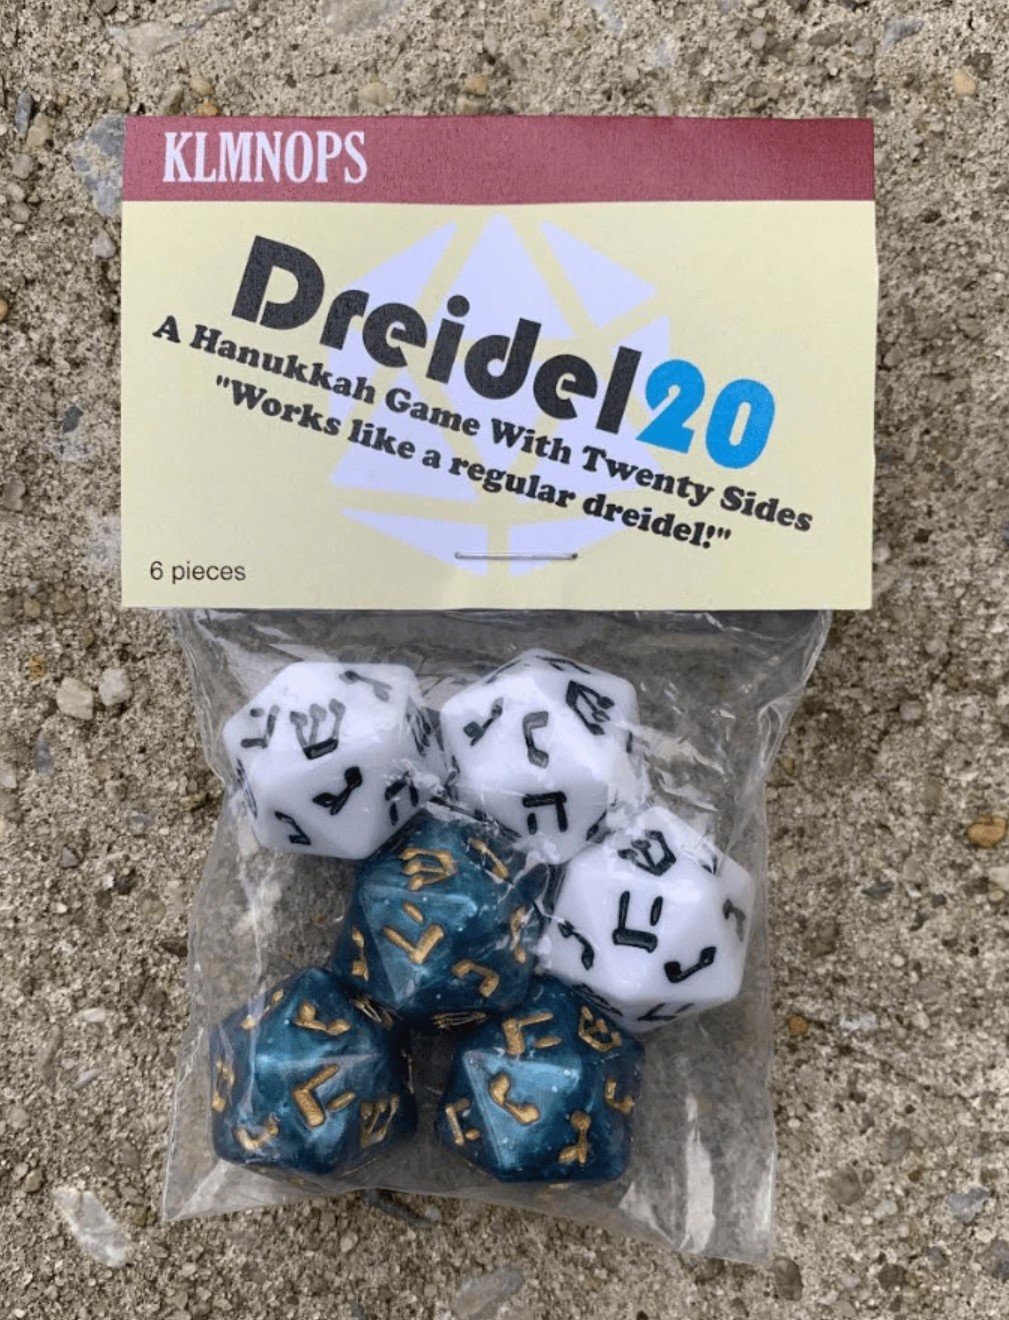 KLMNOPS
Dreidel20
A Hanukkah Game With Twenty Sides
"Works like a regular dreidel!"
6 pieces
ש
ג
נ
ה
ש
ה
נ
ש
ה
ג
ה
ש
ה
ש
נ
ג